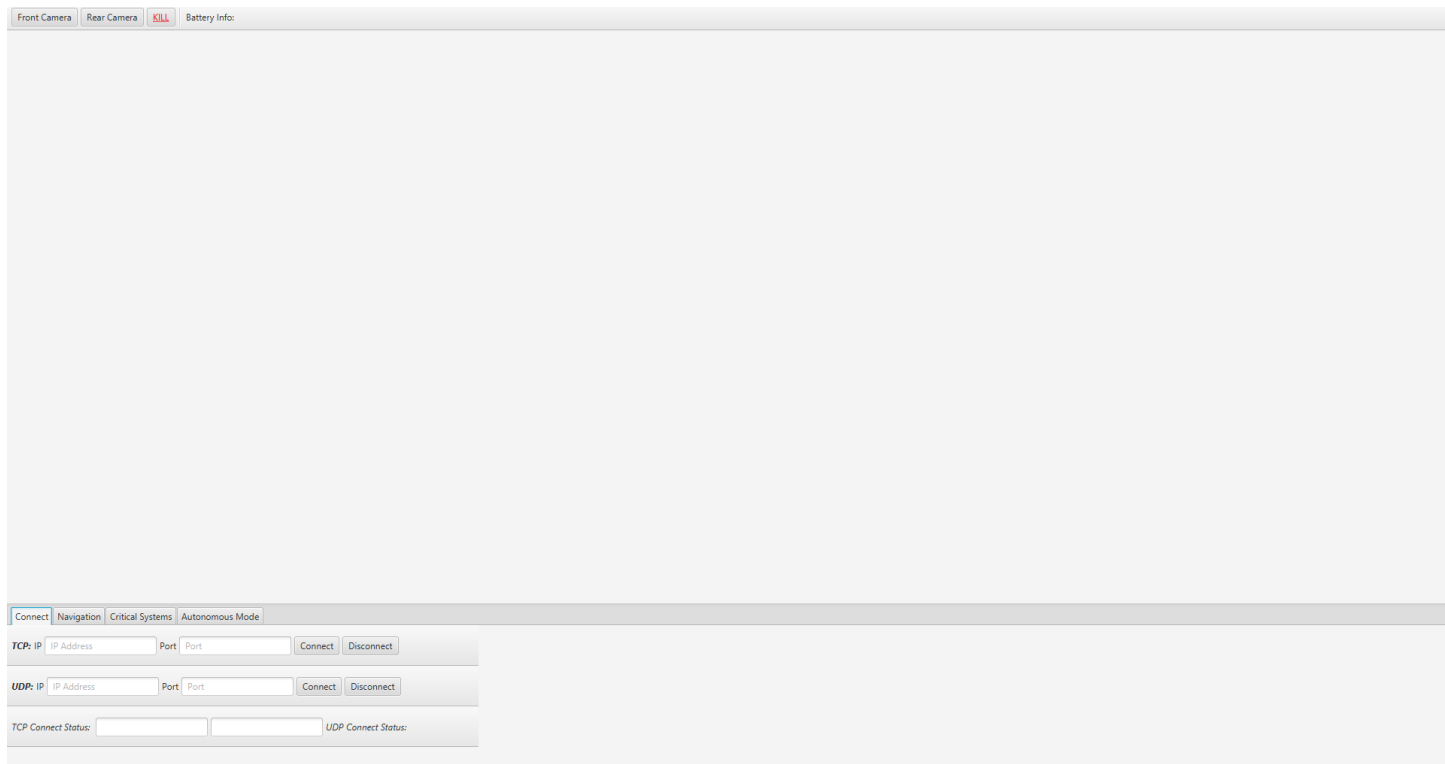 Front Camera Rear Camera KILL Battery Info:
Connect Navigation Critical Systems Autonomous Mode
TCP: IP IP Address Port Port Connect Disconnect
UDP: IP IP Address Port Port Connect Disconnect
TCP Connect Status: UDP Connect Status: